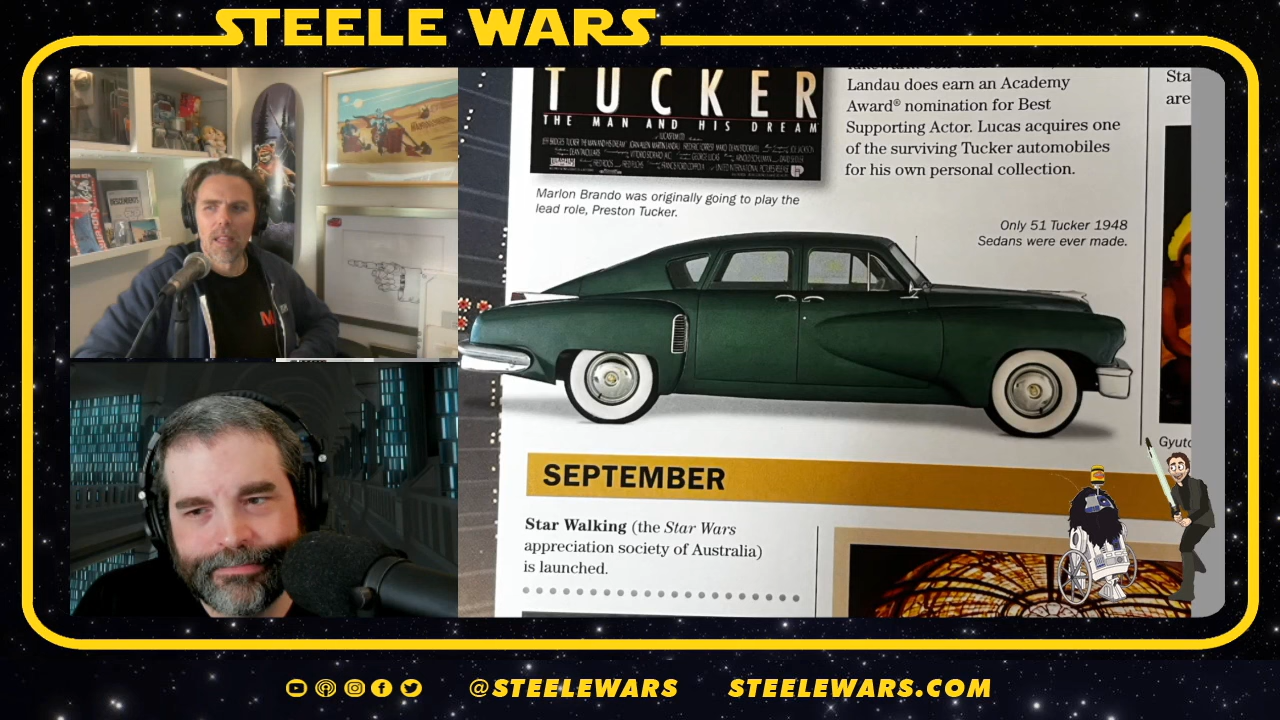 STEELE WARS
TUCKER
THE MAN AND HIS DREAM
Marlon Brando was originally going to play the
lead role, Preston Tucker.
Landau does earn an Academy
Award® nomination for Best
Supporting Actor. Lucas acquires one
of the surviving Tucker automobiles
for his own personal collection.
Only 51 Tucker 1948
Sedans were ever made.
Sta
are
Gyuto
SEPTEMBER
Star Walking (the Star Wars
appreciation society of Australia)
is launched.
@STEELEWARS
STEELEWARS.COM